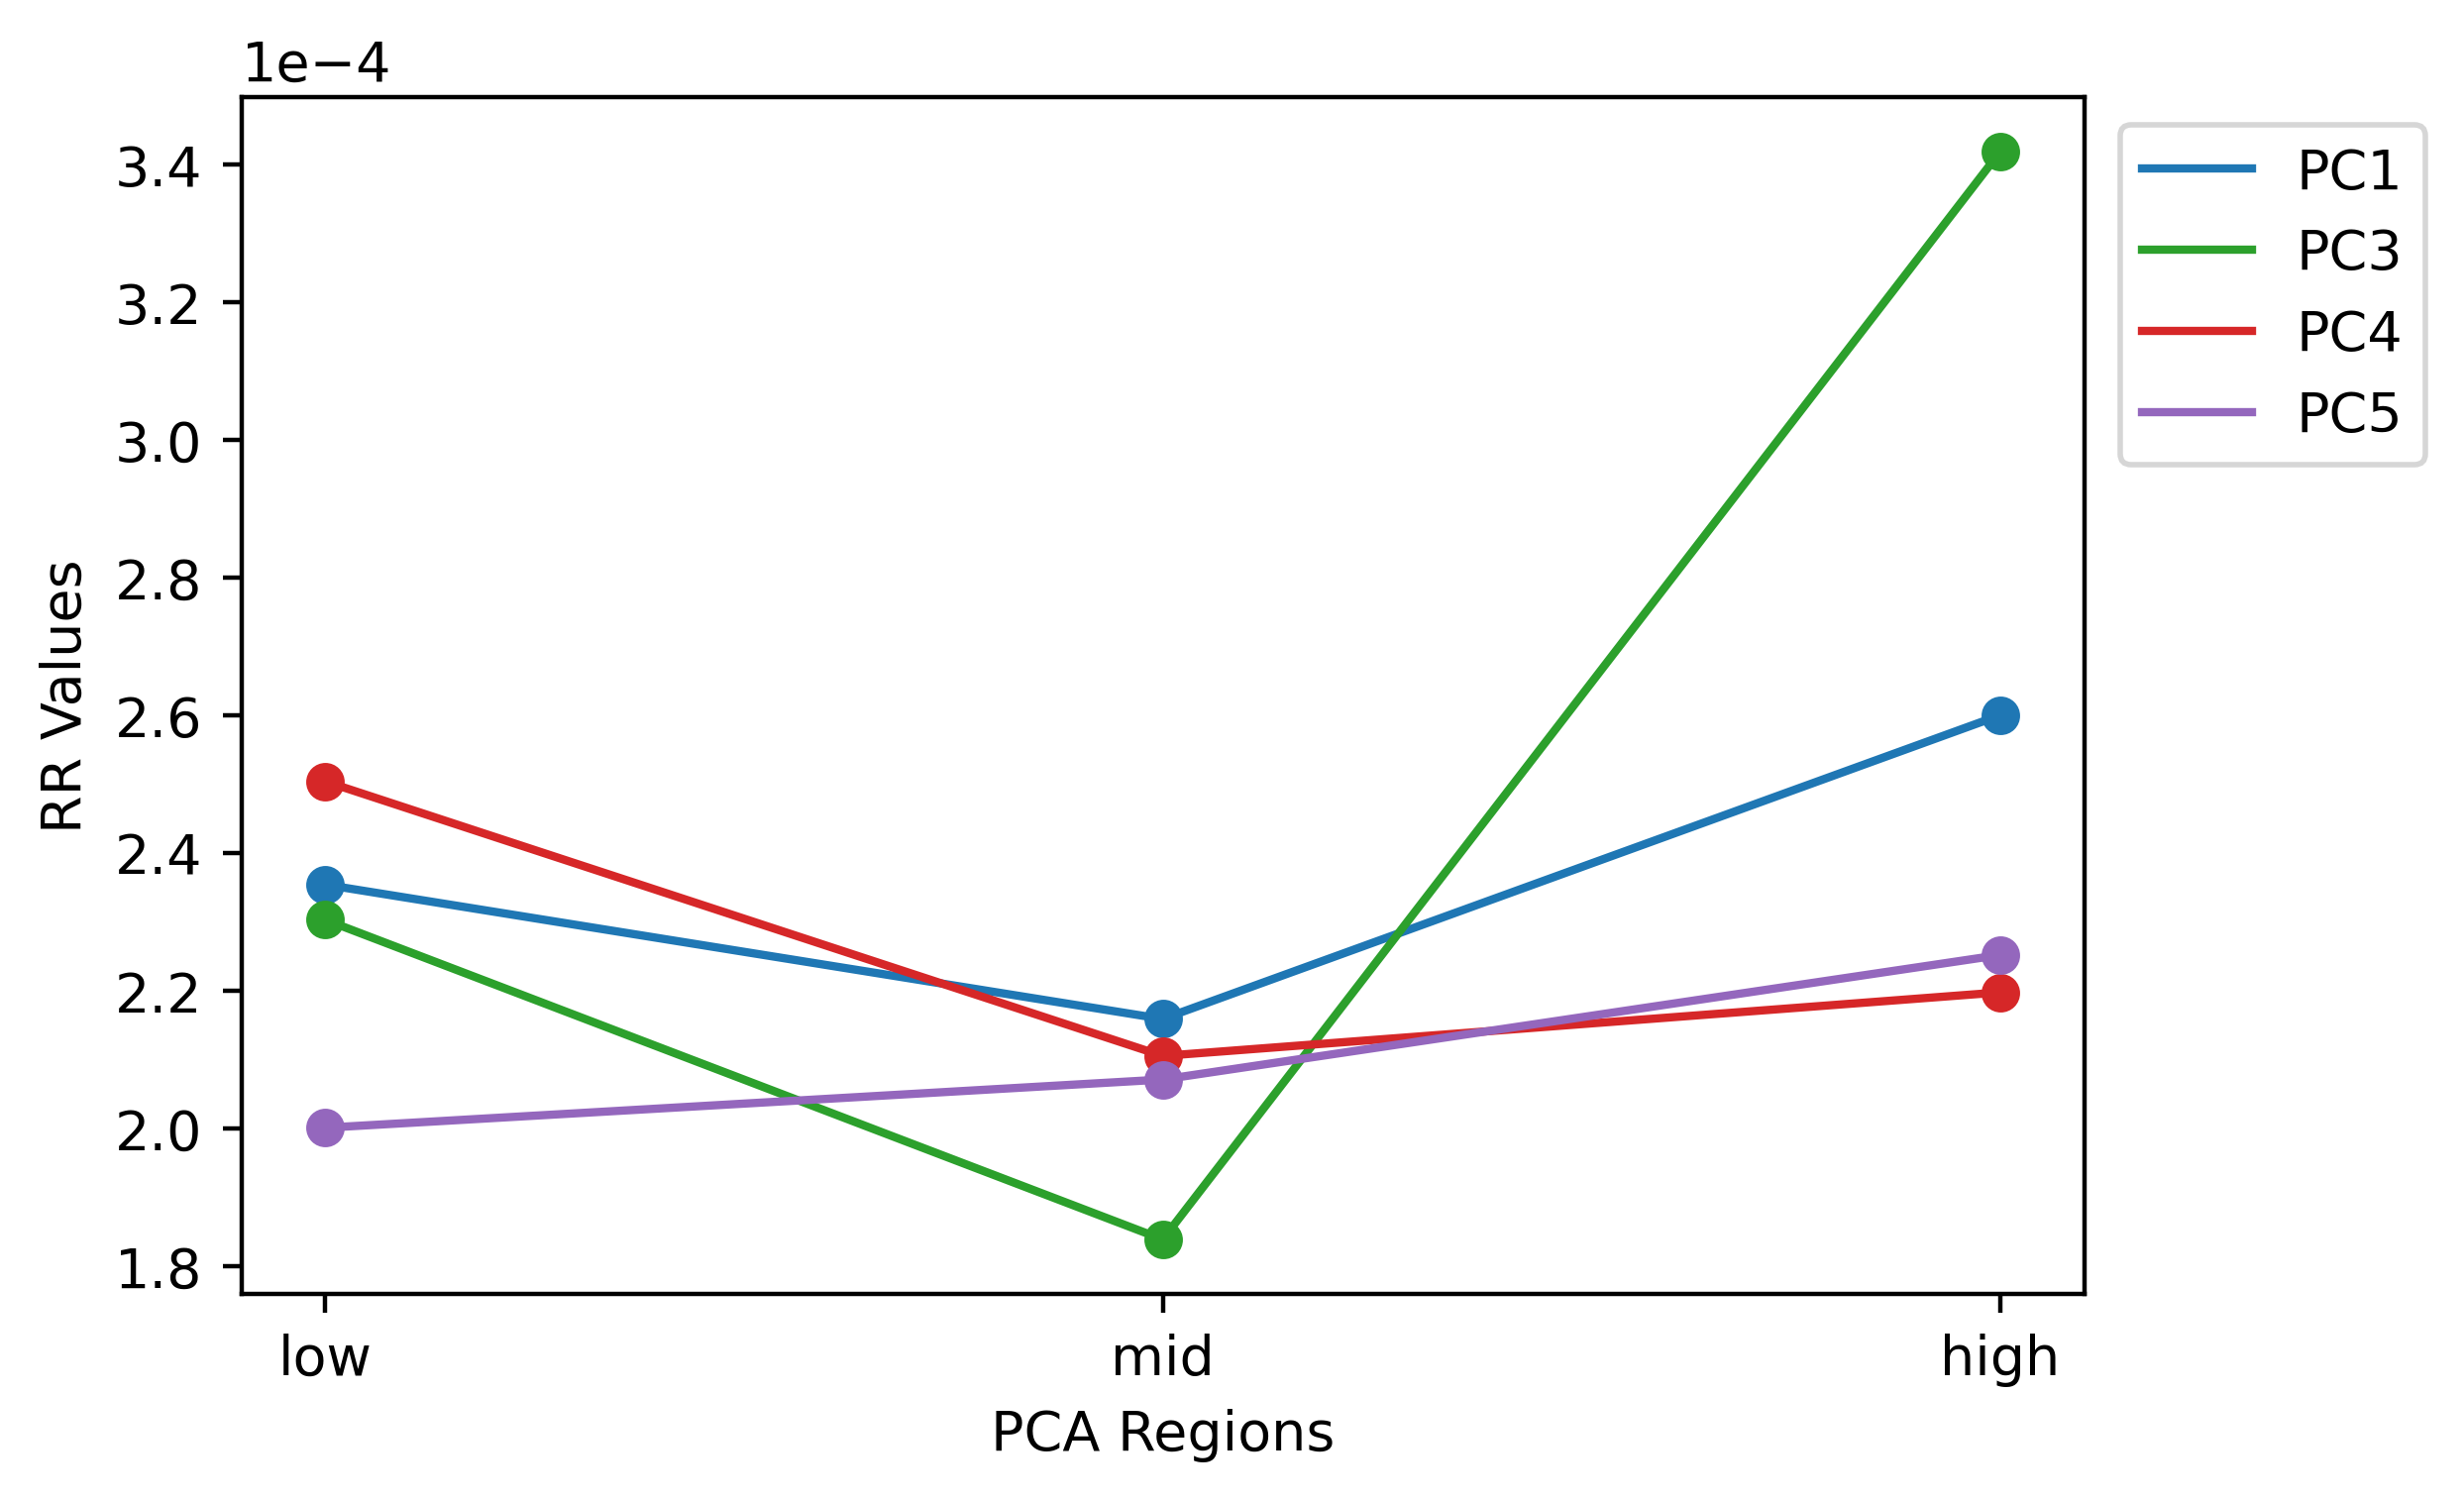 1e−4
3.4
3.2
3.0
2.8
2.6
2.4
2.2
2.0
1.8
RR Values
low mid high
PCA Regions
PC1
PC3
PC4
PC5